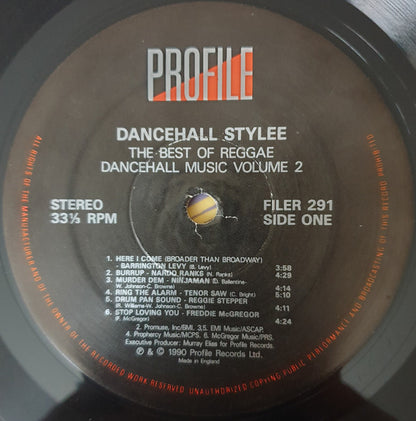 PROFILE
DANCEHALL STYLEE
THE BEST OF REGGAE
DANCEHALL MUSIC VOLUME 2
STEREO
33⅓ RPM
FILER 291
SIDE ONE
1. HERE I COME (BROADER THAN BROADWAY)
- BARRINGTON LEVY (B. Levy) 3:58
2. BURRUP - NARDO RANKS (N. Ranks) 4:29
3. MURDER DEM - NINJAMAN (D. Ballentine-
W. Johnson-C. Browne) 4:14
4. RING THE ALARM - TENOR SAW (C. Bright) 5:10
5. DRUM PAN SOUND - REGGIE STEPPER
(R. Williams-W. Johnson-C. Browne) 3:11
6. STOP LOVING YOU - FREDDIE McGREGOR
(F. McGregor) 4:24
2. Promuse, Inc/BMI. 3,5. EMI Music/ASCAP.
4. Prophercy Music/MCPS. 6. McGregor Music/PRS.
Executive Producer: Murray Elias for Profile Records.
℗ & © 1990 Profile Records Ltd.
Made in England
ALL RIGHTS OF THE MANUFACTURER AND OF THE OWNER OF THE RECORDED WORK RESERVED. UNAUTHORIZED COPYING PUBLIC PERFORMANCE AND BROADCASTING OF THIS RECORD PROHIBITED.